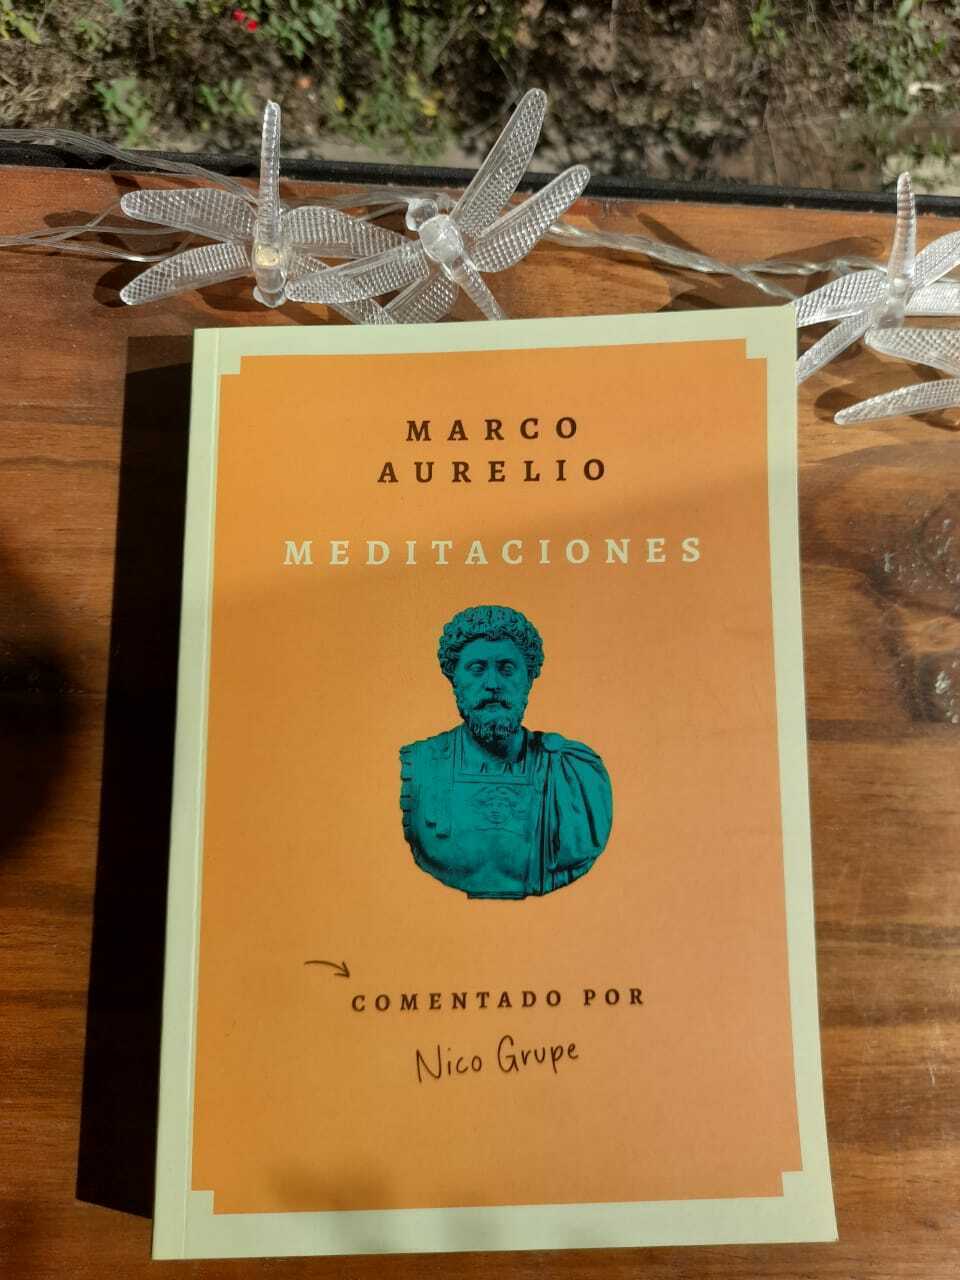 MARCO
AURELIO
MEDITACIONES
COMENTADO POR
Nico Grupe